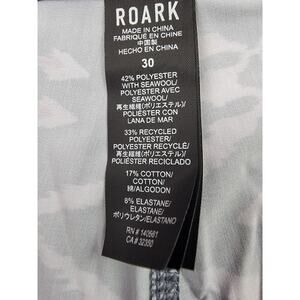 ROARK
MADE IN CHINA
FABRIQUE EN CHINE
中国製
HECHO EN CHINA
30
42% POLYESTER
WITH SEAWOOL/
POLYESTER AVEC
SEAWOOL/
再生繊維(ポリエステル)/
POLIÉSTER CON
LANA DE MAR
33% RECYCLED
POLYESTER/
POLYESTER RECYCLÉ/
再生繊維(ポリエステル)/
POLIÉSTER RECICLADO
17% COTTON/
COTON/
綿/ALGODON
8% ELASTANE/
ELASTANE/
ポリウレタン/ELASTANO
RN # 140581
CA # 32350